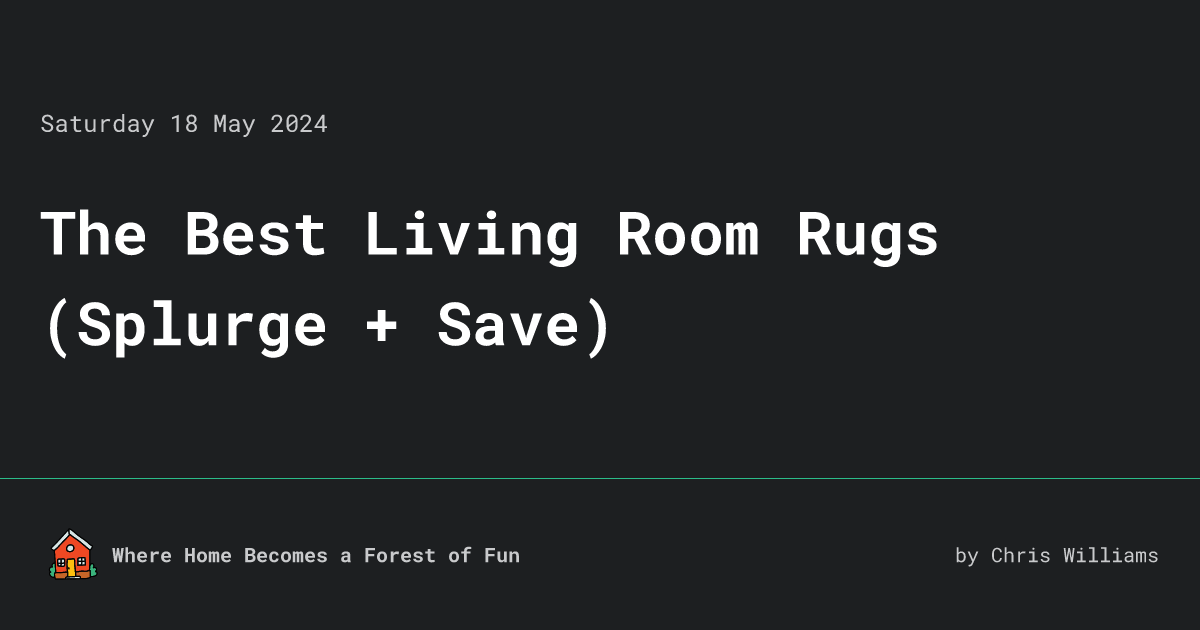 Saturday 18 May 2024
The Best Living Room Rugs
(Splurge + Save)
Where Home Becomes a Forest of Fun
by Chris Williams